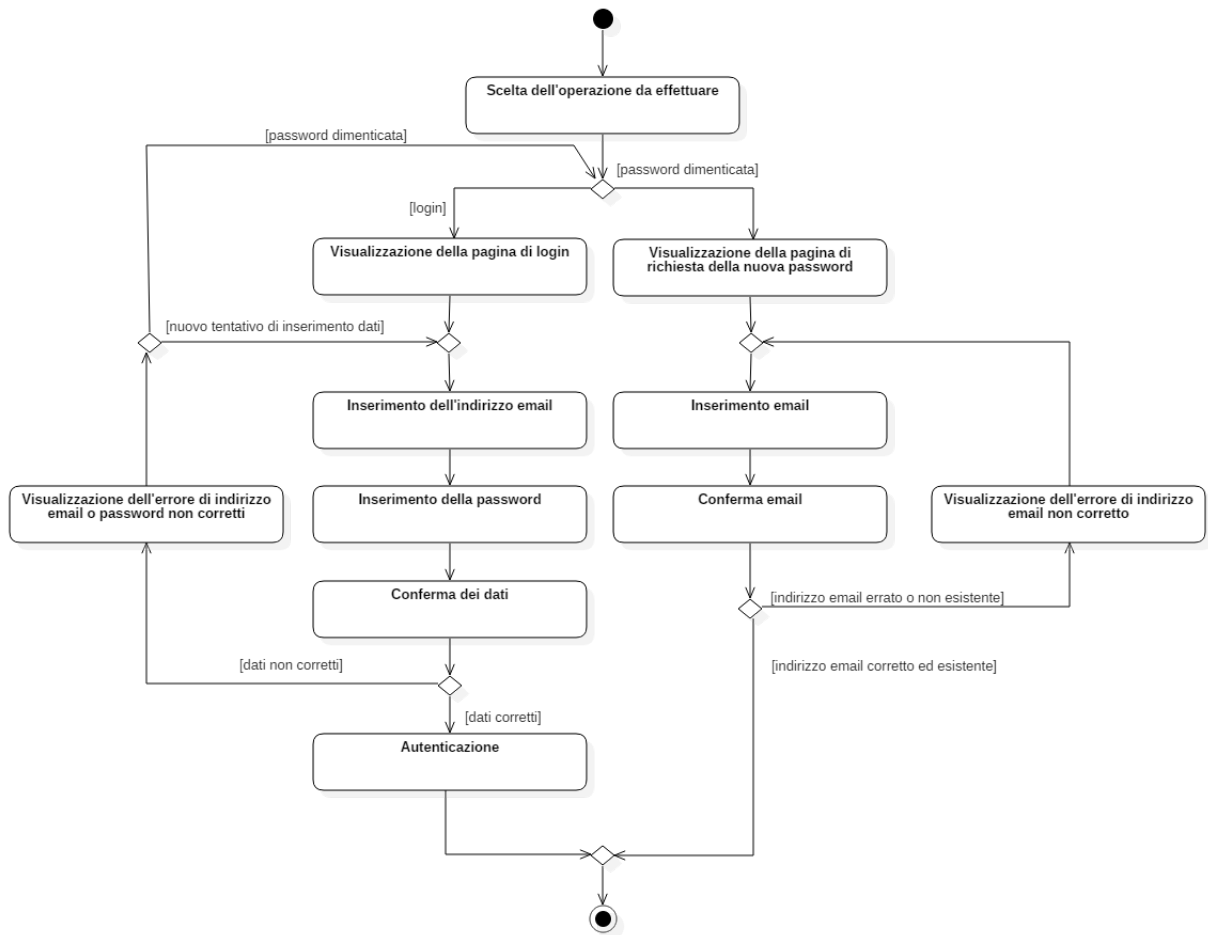 Scelta dell'operazione da effettuare
[password dimenticata]
[password dimenticata]
[login]
Visualizzazione della pagina di login
Visualizzazione della pagina di
richiesta della nuova password
[nuovo tentativo di inserimento dati]
Inserimento dell'indirizzo email
Inserimento email
Visualizzazione dell'errore di indirizzo
email o password non corretti
Inserimento della password
Conferma email
Visualizzazione dell'errore di indirizzo
email non corretto
Conferma dei dati
[indirizzo email errato o non esistente]
[dati non corretti]
[indirizzo email corretto ed esistente]
[dati corretti]
Autenticazione